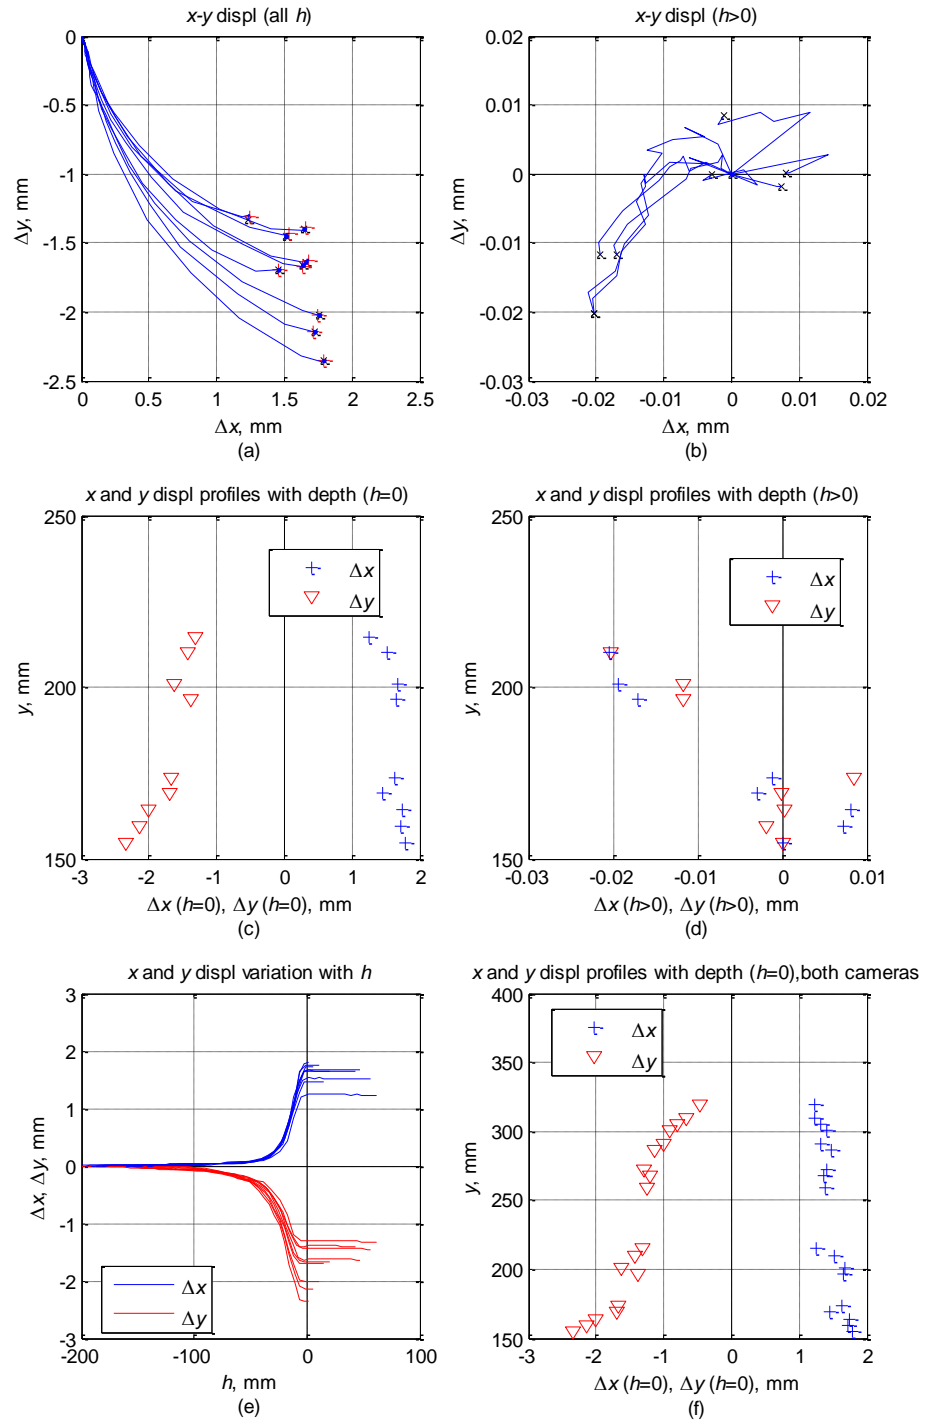 x-y displ (all h)
0
-0.5
-1
-1.5
-2
-2.5
Δy, mm
0 0.5 1 1.5 2 2.5
Δx, mm
(a)
x-y displ (h>0)
0.02
0.01
0
-0.01
-0.02
-0.03
Δy, mm
-0.03 -0.02 -0.01 0 0.01 0.02
Δx, mm
(b)
x and y displ profiles with depth (h=0)
250
200
150
y, mm
Δx
Δy
-3 -2 -1 0 1 2
Δx (h=0), Δy (h=0), mm
(c)
x and y displ profiles with depth (h>0)
250
200
150
y, mm
Δx
Δy
-0.03 -0.02 -0.01 0 0.01
Δx (h>0), Δy (h>0), mm
(d)
x and y displ variation with h
3
2
1
0
-1
-2
-3
Δx, Δy, mm
Δx
Δy
-200 -100 0 100
h, mm
(e)
x and y displ profiles with depth (h=0),both cameras
400
350
300
250
200
150
y, mm
Δx
Δy
-3 -2 -1 0 1 2
Δx (h=0), Δy (h=0), mm
(f)